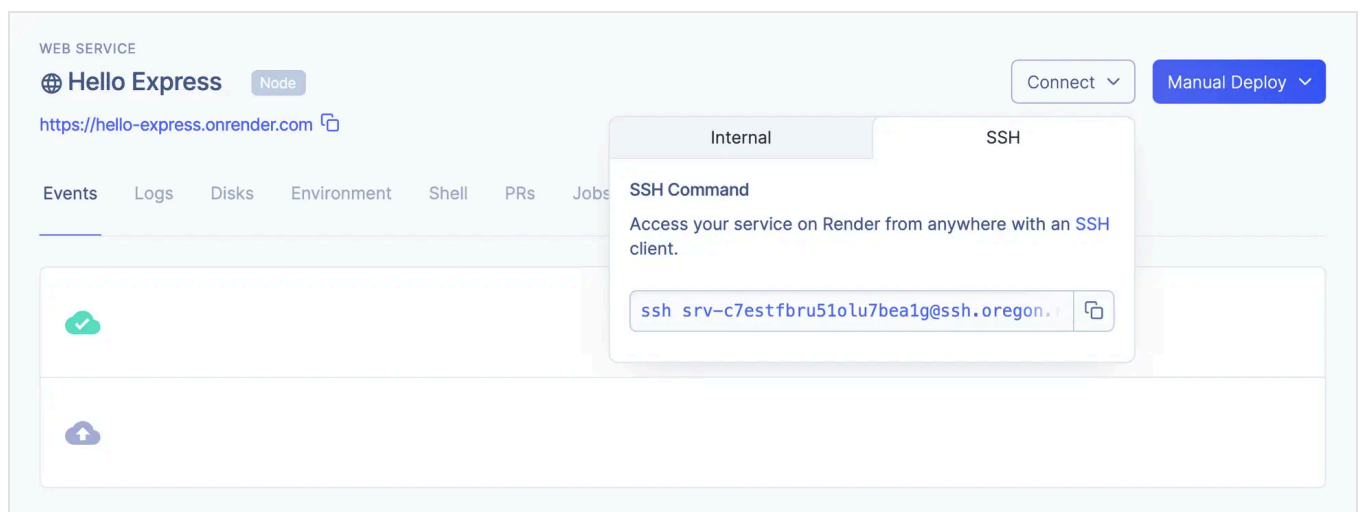 WEB SERVICE
Hello Express Node
https://hello-express.onrender.com
Connect
Manual Deploy
Events Logs Disks Environment Shell PRs Jobs
Internal SSH
SSH Command
Access your service on Render from anywhere with an SSH
client.
ssh srv-c7estfbru51olu7bea1g@ssh.oregon.